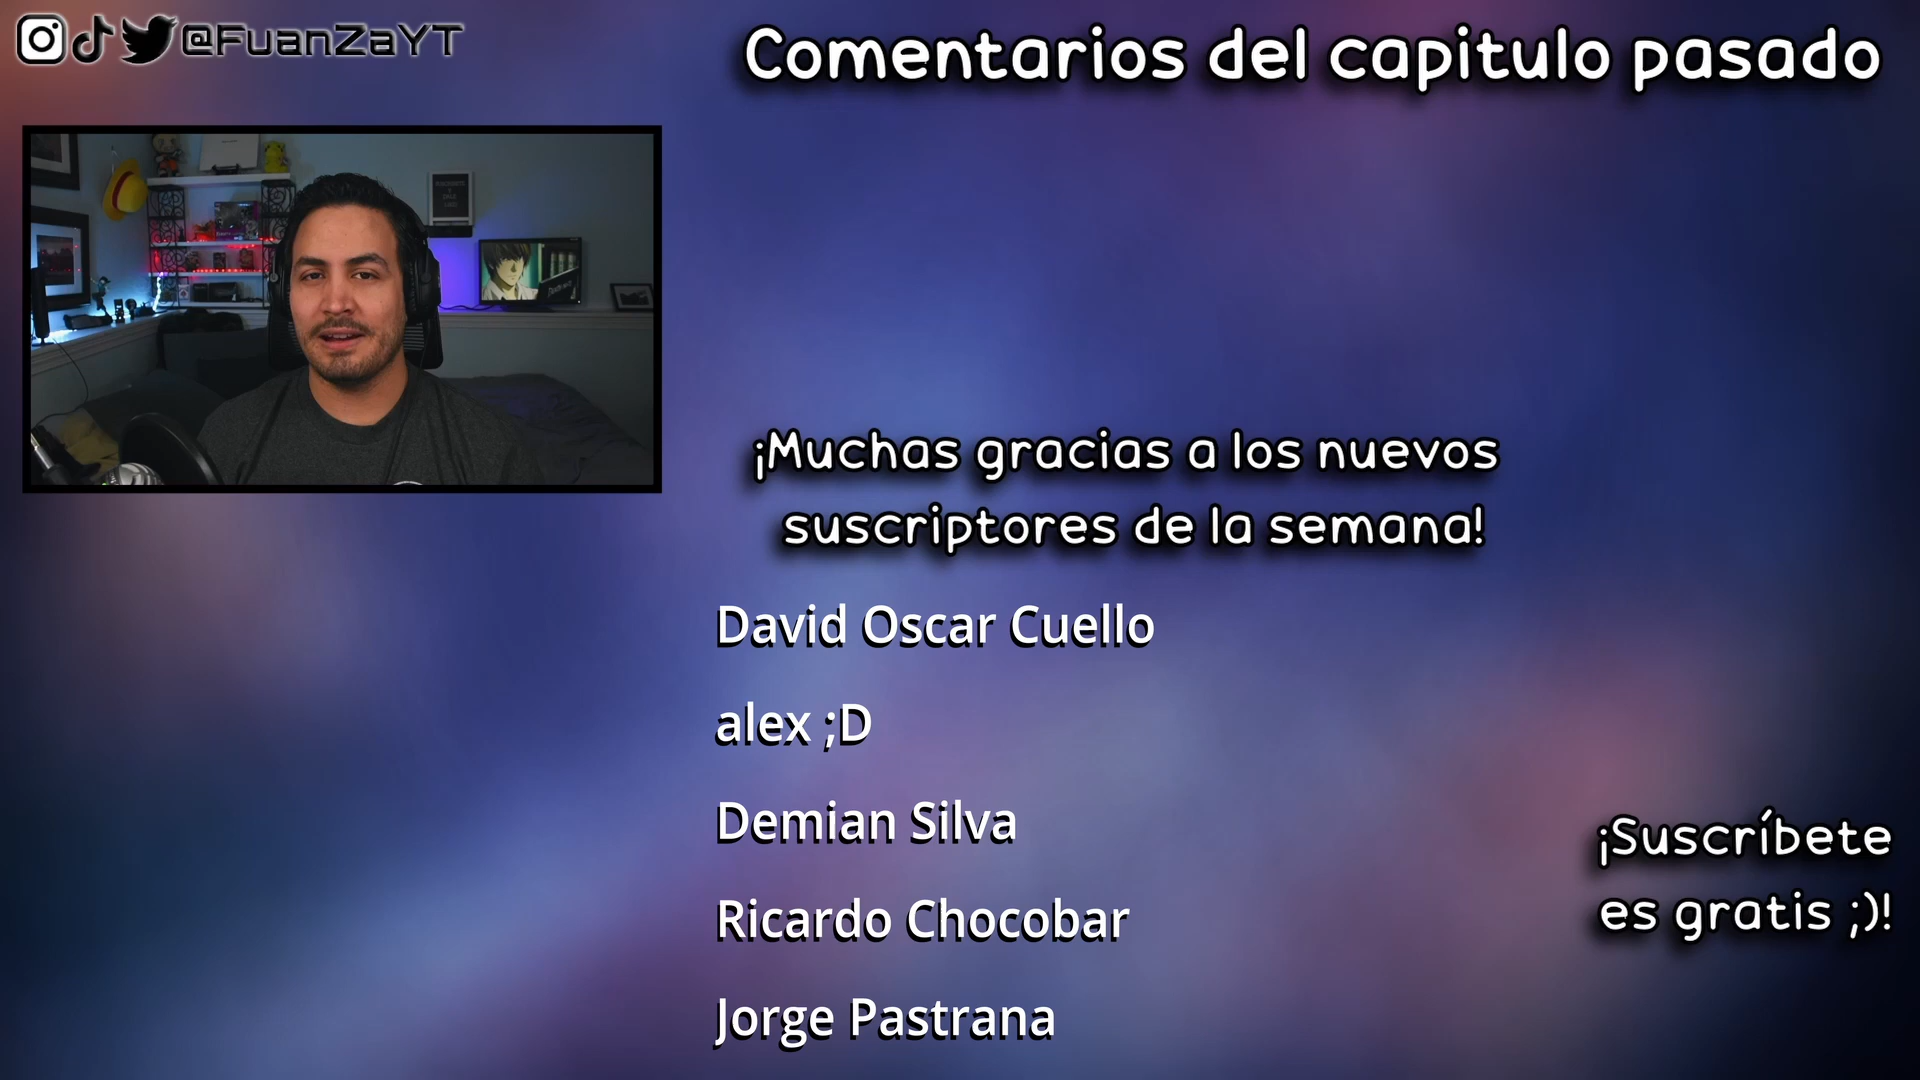 @FuanZaYT
Comentarios del capitulo pasado
¡Muchas gracias a los nuevos
suscriptores de la semana!
David Oscar Cuello
alex ;D
Demian Silva
Ricardo Chocobar
Jorge Pastrana
¡Suscríbete
es gratis ;)!